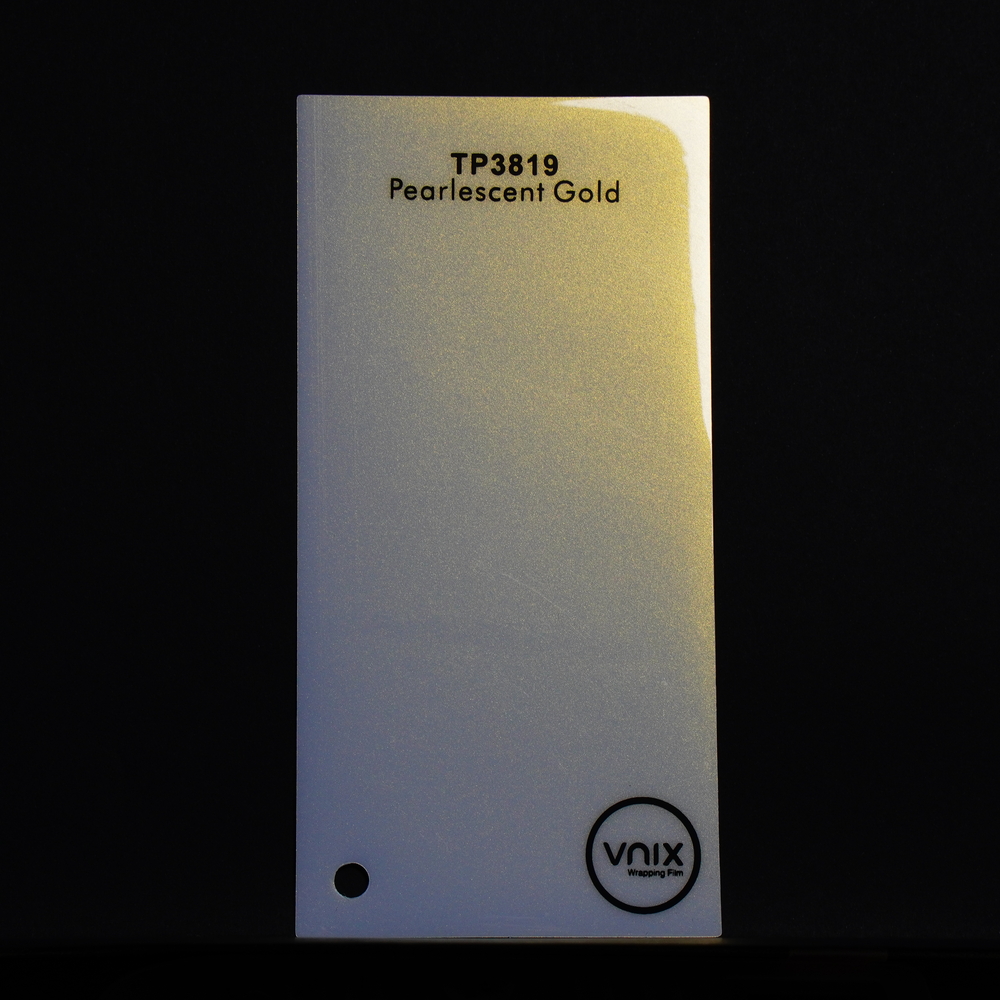 TP3819
Pearlescent Gold
VNIX
Wrapping Film